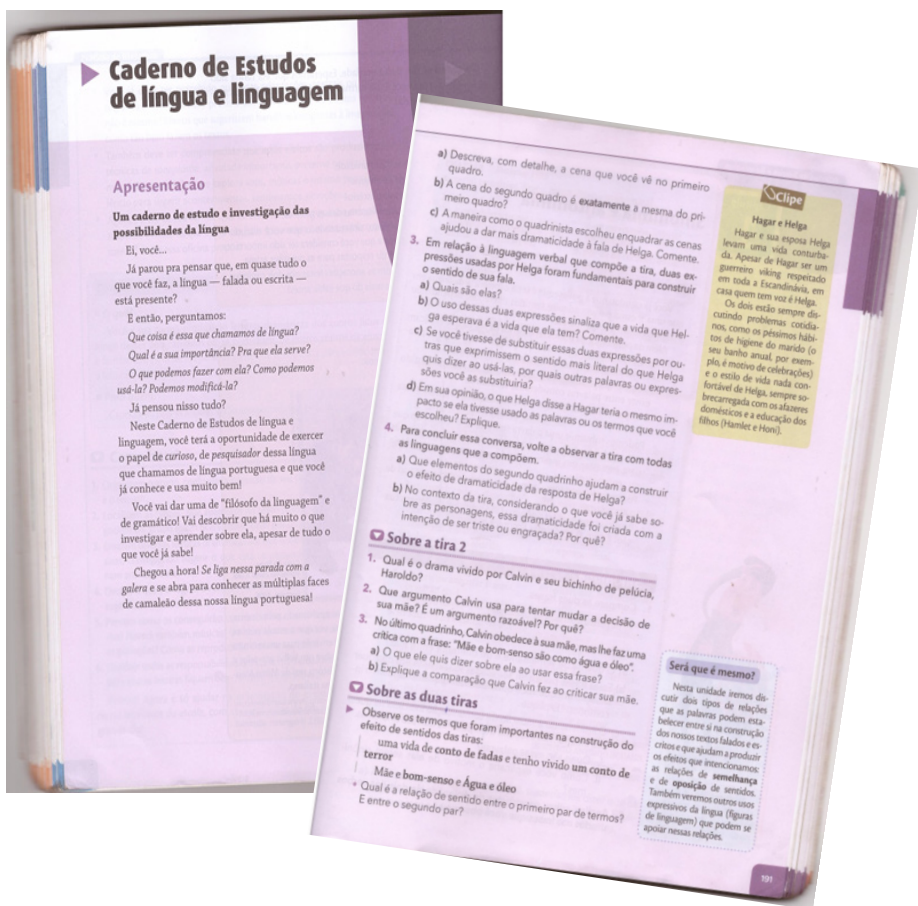 Caderno de Estudos
de língua e linguagem
Apresentação
Um caderno de estudo e investigação das
possibilidades da língua
Ei, você...
Já parou pra pensar que, em quase tudo o
que você faz, a língua — falada ou escrita —
está presente?
E então, perguntamos:
Que coisa é essa que chamamos de língua?
Qual é a sua importância? Pra que ela serve?
O que podemos fazer com ela? Como podemos
usá-la? Podemos modificá-la?
Já pensou nisso tudo?
Neste Caderno de Estudos de língua e
linguagem, você terá a oportunidade de exercer
o papel de curioso, de pesquisador dessa língua
que chamamos de língua portuguesa e que você
já conhece e usa muito bem!
Você vai dar uma de "filósofo da linguagem" e
de gramático! Vai descobrir que há muito o que
investigar e aprender sobre ela, apesar de tudo o
que você já sabe!
Chegou a hora! Se liga nessa parada com a
galera e se abra para conhecer as múltiplas faces
de camaleão dessa nossa língua portuguesa!
a) Descreva, com detalhe, a cena que você vê no primeiro
quadro.
b) A cena do segundo quadro é exatamente a mesma do pri-
meiro quadro?
c) A maneira como o quadrinista escolheu enquadrar as cenas
ajudou a dar mais dramaticidade à fala de Helga. Comente.
3. Em relação à linguagem verbal que compõe a tira, duas ex-
pressões usadas por Helga foram fundamentais para construir
o sentido de sua fala.
a) Quais são elas?
b) O uso dessas duas expressões sinaliza que a vida que Hel-
ga esperava é a vida que ela tem? Comente.
c) Se você tivesse de substituir essas duas expressões por ou-
tras que exprimissem o sentido mais literal do que Helga
quis dizer ao usá-las, por quais outras palavras ou expres-
sões você as substituiria?
d) Em sua opinião, o que Helga disse a Hagar teria o mesmo im-
pacto se ela tivesse usado as palavras ou os termos que você
escolheu? Explique.
4. Para concluir essa conversa, volte a observar a tira com todas
as linguagens que a compõem.
a) Que elementos do segundo quadrinho ajudam a construir
o efeito de dramaticidade da resposta de Helga?
b) No contexto da tira, considerando o que você já sabe so-
bre as personagens, essa dramaticidade foi criada com a
intenção de ser triste ou engraçada? Por quê?
Sobre a tira 2
1. Qual é o drama vivido por Calvin e seu bichinho de pelúcia,
Haroldo?
2. Que argumento Calvin usa para tentar mudar a decisão de
sua mãe? É um argumento razoável? Por quê?
3. No último quadrinho, Calvin obedece à sua mãe, mas lhe faz uma
crítica com a frase: "Mãe e bom-senso são como água e óleo".
a) O que ele quis dizer sobre ela ao usar essa frase?
b) Explique a comparação que Calvin fez ao criticar sua mãe.
Sobre as duas tiras
Observe os termos que foram importantes na construção do
efeito de sentidos das tiras:
uma vida de conto de fadas e tenho vivido um conto de
terror
Mãe e bom-senso e Água e óleo
• Qual é a relação de sentido entre o primeiro par de termos?
E entre o segundo par?
Clipe
Hagar e Helga
Hagar e sua esposa Helga
levam uma vida conturba-
da. Apesar de Hagar ser um
guerreiro viking respeitado
em toda a Escandinávia, em
casa quem tem voz é Helga.
Os dois estão sempre dis-
cutindo problemas cotidia-
nos, como os péssimos hábi-
tos de higiene do marido (o
seu banho anual, por exem-
plo, é motivo de celebrações)
e o estilo de vida nada con-
fortável de Helga, sempre so-
brecarregada com os afazeres
domésticos e a educação dos
filhos (Hamlet e Honi).
Será que é mesmo?
Nesta unidade iremos dis-
cutir dois tipos de relações
que as palavras podem esta-
belecer entre si na construção
dos nossos textos falados e es-
critos e que ajudam a produzir
os efeitos que intencionamos:
as relações de semelhança
e de oposição de sentidos.
Também veremos outros usos
expressivos da língua (figuras
de linguagem) que podem se
apoiar nessas relações.
191